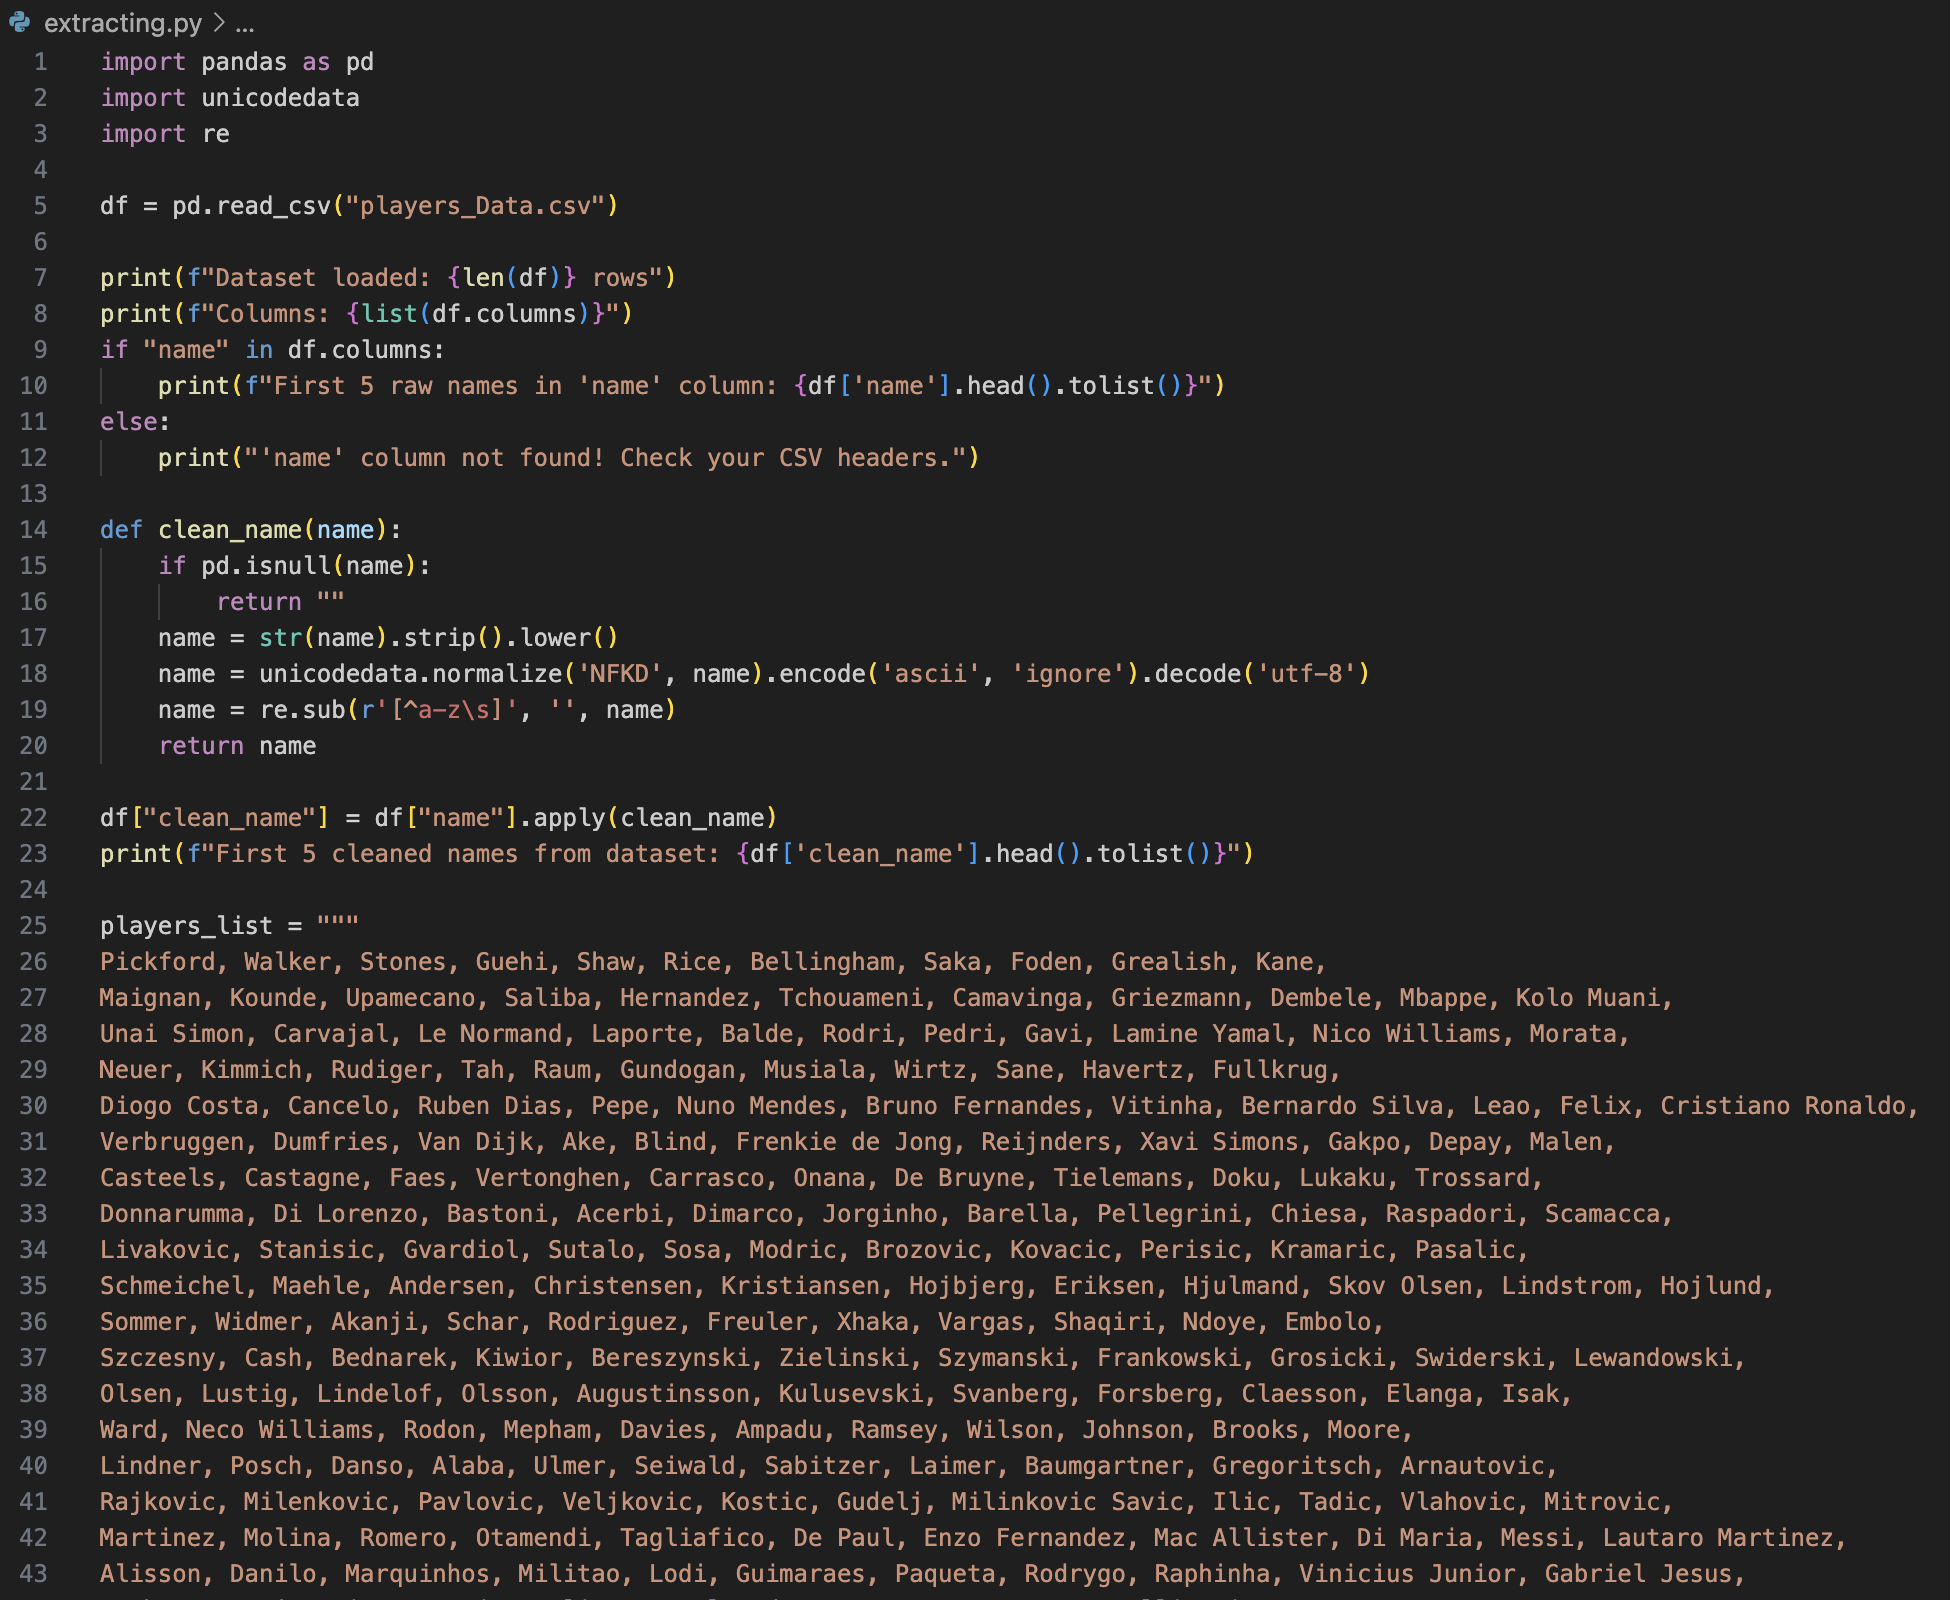 extracting.py > ...
1 import pandas as pd
2 import unicodedata
3 import re
4
5 df = pd.read_csv("players_Data.csv")
6
7 print(f"Dataset loaded: {len(df)} rows")
8 print(f"Columns: {list(df.columns)}")
9 if "name" in df.columns:
10     print(f"First 5 raw names in 'name' column: {df['name'].head().tolist()}")
11 else:
12     print("'name' column not found! Check your CSV headers.")
13
14 def clean_name(name):
15     if pd.isnull(name):
16         return ""
17     name = str(name).strip().lower()
18     name = unicodedata.normalize('NFKD', name).encode('ascii', 'ignore').decode('utf-8')
19     name = re.sub(r'[^a-z\s]', '', name)
20     return name
21
22 df["clean_name"] = df["name"].apply(clean_name)
23 print(f"First 5 cleaned names from dataset: {df['clean_name'].head().tolist()}")
24
25 players_list = """
26 Pickford, Walker, Stones, Guehi, Shaw, Rice, Bellingham, Saka, Foden, Grealish, Kane,
27 Maignan, Kounde, Upamecano, Saliba, Hernandez, Tchouameni, Camavinga, Griezmann, Dembele, Mbappe, Kolo Muani,
28 Unai Simon, Carvajal, Le Normand, Laporte, Balde, Rodri, Pedri, Gavi, Lamine Yamal, Nico Williams, Morata,
29 Neuer, Kimmich, Rudiger, Tah, Raum, Gundogan, Musiala, Wirtz, Sane, Havertz, Fullkrug,
30 Diogo Costa, Cancelo, Ruben Dias, Pepe, Nuno Mendes, Bruno Fernandes, Vitinha, Bernardo Silva, Leao, Felix, Cristiano Ronaldo,
31 Verbruggen, Dumfries, Van Dijk, Ake, Blind, Frenkie de Jong, Reijnders, Xavi Simons, Gakpo, Depay, Malen,
32 Casteels, Castagne, Faes, Vertonghen, Carrasco, Onana, De Bruyne, Tielemans, Doku, Lukaku, Trossard,
33 Donnarumma, Di Lorenzo, Bastoni, Acerbi, Dimarco, Jorginho, Barella, Pellegrini, Chiesa, Raspadori, Scamacca,
34 Livakovic, Stanisic, Gvardiol, Sutalo, Sosa, Modric, Brozovic, Kovacic, Perisic, Kramaric, Pasalic,
35 Schmeichel, Maehle, Andersen, Christensen, Kristiansen, Hojbjerg, Eriksen, Hjulmand, Skov Olsen, Lindstrom, Hojlund,
36 Sommer, Widmer, Akanji, Schar, Rodriguez, Freuler, Xhaka, Vargas, Shaqiri, Ndoye, Embolo,
37 Szczesny, Cash, Bednarek, Kiwior, Bereszynski, Zielinski, Szymanski, Frankowski, Grosicki, Swiderski, Lewandowski,
38 Olsen, Lustig, Lindelof, Olsson, Augustinsson, Kulusevski, Svanberg, Forsberg, Claesson, Elanga, Isak,
39 Ward, Neco Williams, Rodon, Mepham, Davies, Ampadu, Ramsey, Wilson, Johnson, Brooks, Moore,
40 Lindner, Posch, Danso, Alaba, Ulmer, Seiwald, Sabitzer, Laimer, Baumgartner, Gregoritsch, Arnautovic,
41 Rajkovic, Milenkovic, Pavlovic, Veljkovic, Kostic, Gudelj, Milinkovic Savic, Ilic, Tadic, Vlahovic, Mitrovic,
42 Martinez, Molina, Romero, Otamendi, Tagliafico, De Paul, Enzo Fernandez, Mac Allister, Di Maria, Messi, Lautaro Martinez,
43 Alisson, Danilo, Marquinhos, Militao, Lodi, Guimaraes, Paqueta, Rodrygo, Raphinha, Vinicius Junior, Gabriel Jesus,